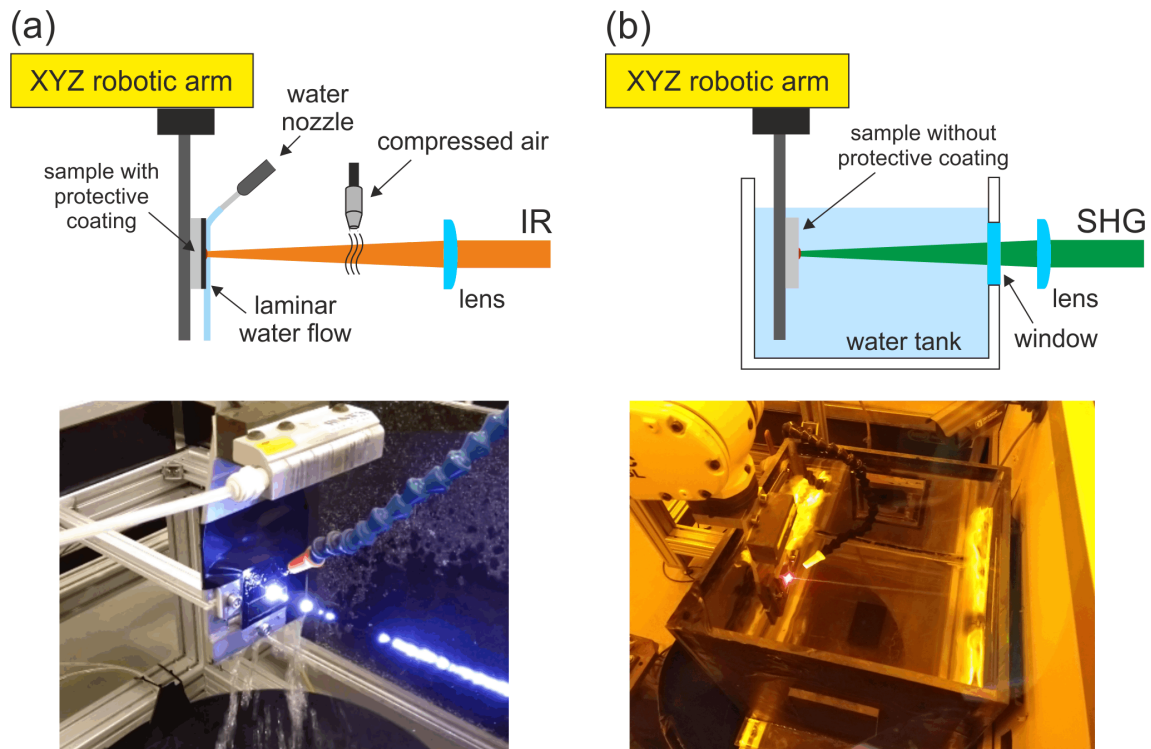 (a)
XYZ robotic arm
water
nozzle
compressed air
sample with
protective
coating
IR
lens
laminar
water flow
(b)
XYZ robotic arm
sample without
protective coating
SHG
lens
window
water tank